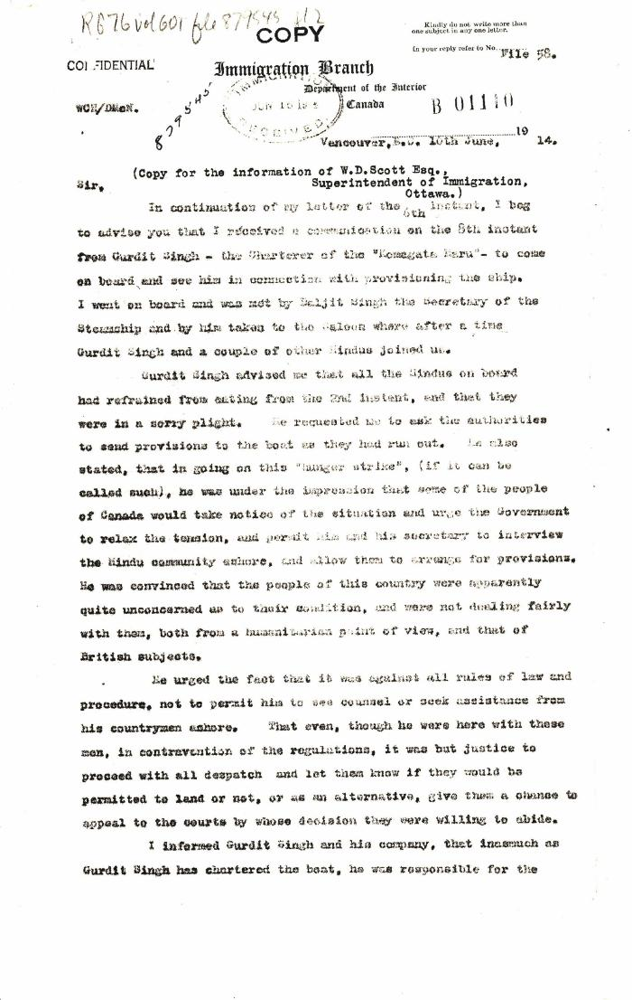 R676 vol 601 file 879545 pt 2
COPY
Kindly do not write more than
one subject in any one letter.
In your reply refer to No. File 58.
CO FIDENTIAL
Immigration Branch
Department of the Interior
Canada
WCH/DMCN.
879545
IMMIGRATION
JUN 16 19
RECEIVED
B 01110
19
Vancouver, B.C. 10th June, 14.
(Copy for the information of W.D.Scott Esq.,
Sir, Superintendent of Immigration,
Ottawa.)
In continuation of my letter of the 6th instant, I beg
to advise you that I received a communication on the 8th instant
from Gurdit Singh - the Charterer of the "Komagata Maru"- to come
on board and see him in connection with provisioning the ship.
I went on board and was met by Daljit Singh the Secretary of the
Steamship and by him taken to the Saloon where after a time
Gurdit Singh and a couple of other Hindus joined us.
Gurdit Singh advised me that all the Hindus on board
had refrained from eating from the 2nd instant, and that they
were in a sorry plight. He requested me to ask the authorities
to send provisions to the boat as they had run out. He also
stated, that in going on this "hunger strike", (if it can be
called such), he was under the impression that some of the people
of Canada would take notice of the situation and urge the Government
to relax the tension, and permit him and his secretary to interview
the Hindu community ashore, and allow them to arrange for provisions.
He was convinced that the people of this country were apparently
quite unconcerned as to their condition, and were not dealing fairly
with them, both from a humanitarian point of view, and that of
British subjects.
He urged the fact that it was against all rules of law and
procedure, not to permit him to see counsel or seek assistance from
his countrymen ashore. That even, though he were here with these
men, in contravention of the regulations, it was but justice to
proceed with all despatch and let them know if they would be
permitted to land or not, or as an alternative, give them a chance to
appeal to the courts by whose decision they were willing to abide.
I informed Gurdit Singh and his company, that inasmuch as
Gurdit Singh has chartered the boat, he was responsible for the